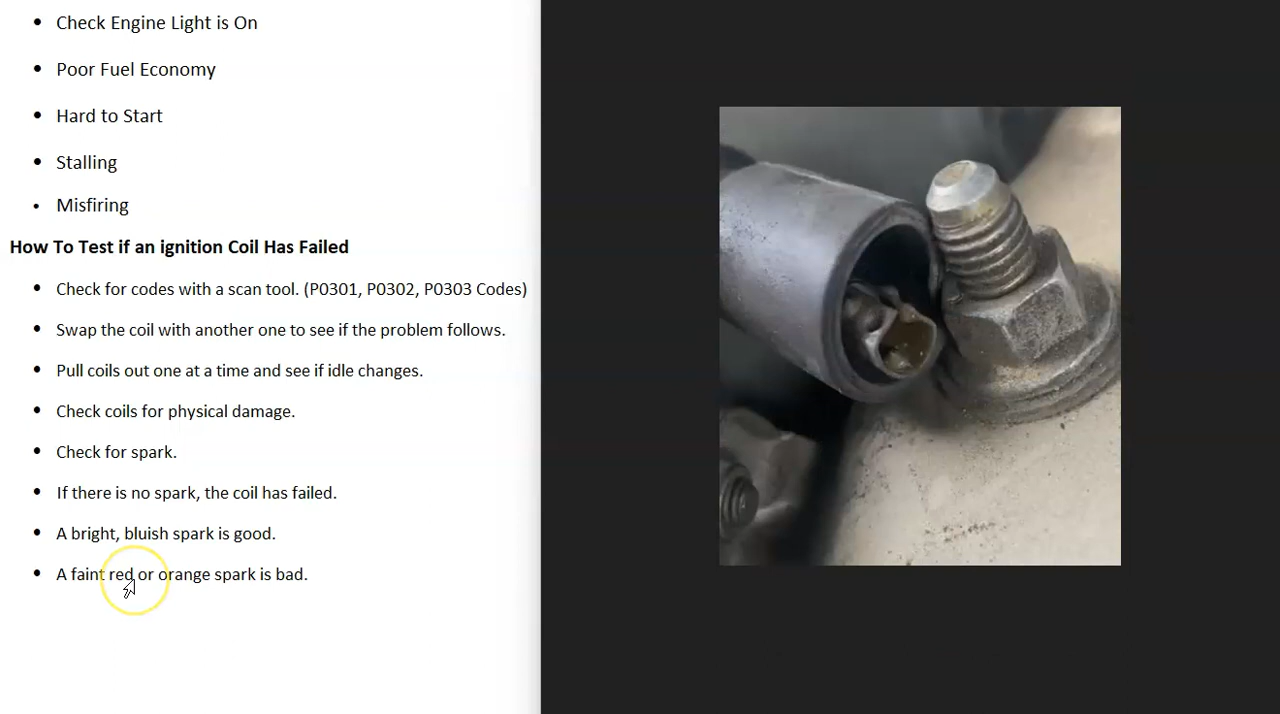 Check Engine Light is On
Poor Fuel Economy
Hard to Start
Stalling
Misfiring
How To Test if an ignition Coil Has Failed
Check for codes with a scan tool. (P0301, P0302, P0303 Codes)
Swap the coil with another one to see if the problem follows.
Pull coils out one at a time and see if idle changes.
Check coils for physical damage.
Check for spark.
If there is no spark, the coil has failed.
A bright, bluish spark is good.
A faint red or orange spark is bad.